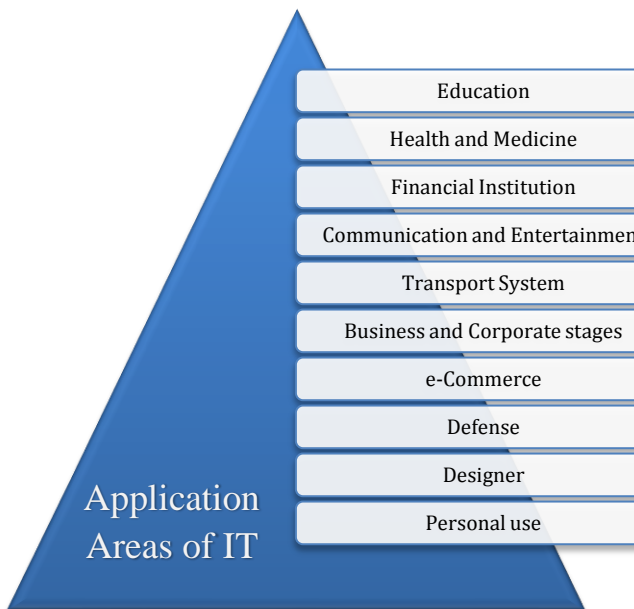 Education
Health and Medicine
Financial Institution
Communication and Entertainmen
Transport System
Business and Corporate stages
e-Commerce
Defense
Designer
Personal use
Application
Areas of IT